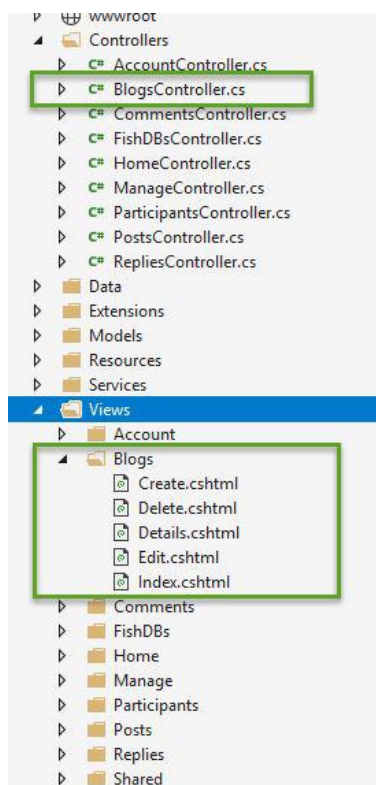 wwwroot
Controllers
C# AccountController.cs
C# BlogsController.cs
C# CommentsController.cs
C# FishDBsController.cs
C# HomeController.cs
C# ManageController.cs
C# ParticipantsController.cs
C# PostsController.cs
C# RepliesController.cs
Data
Extensions
Models
Resources
Services
Views
Account
Blogs
Create.cshtml
Delete.cshtml
Details.cshtml
Edit.cshtml
Index.cshtml
Comments
FishDBs
Home
Manage
Participants
Posts
Replies
Shared